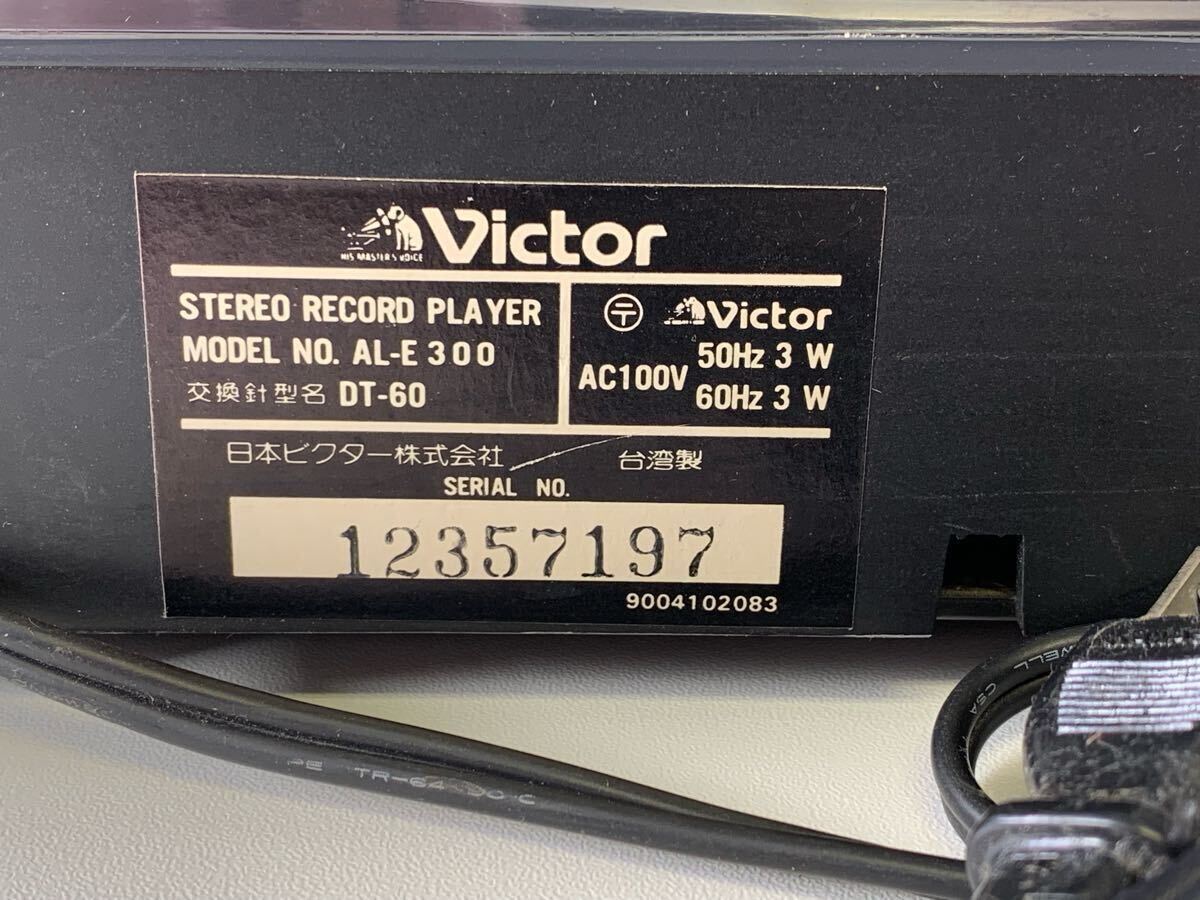 HIS MASTER'S VOICE
Victor
STEREO RECORD PLAYER
MODEL NO. AL-E 300
交換針型名 DT-60
〒 Victor
AC100V
50Hz 3 W
60Hz 3 W
日本ビクター株式会社 台湾製
SERIAL NO.
12357197
9004102083
CSA